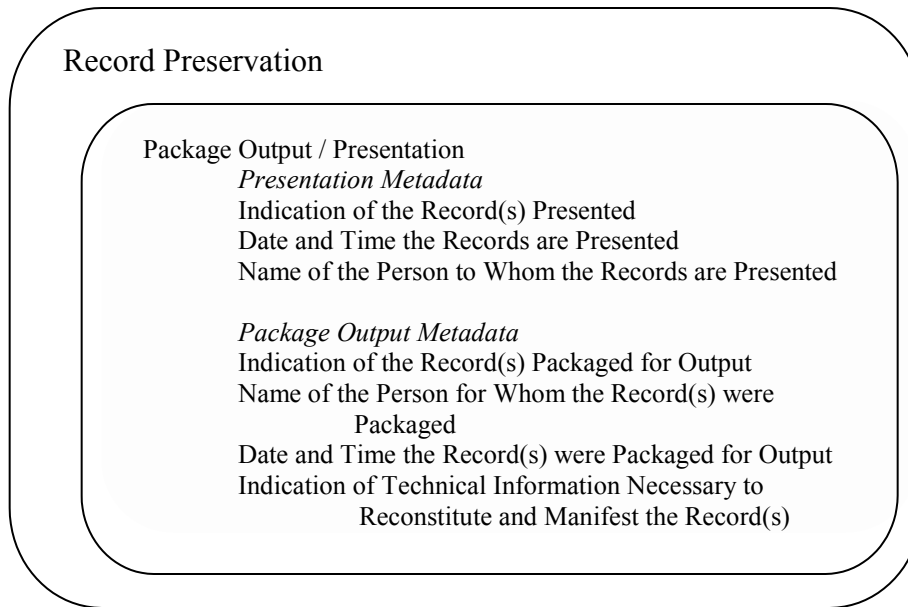 Record Preservation
Package Output / Presentation
Presentation Metadata
Indication of the Record(s) Presented
Date and Time the Records are Presented
Name of the Person to Whom the Records are Presented
Package Output Metadata
Indication of the Record(s) Packaged for Output
Name of the Person for Whom the Record(s) were
Packaged
Date and Time the Record(s) were Packaged for Output
Indication of Technical Information Necessary to
Reconstitute and Manifest the Record(s)